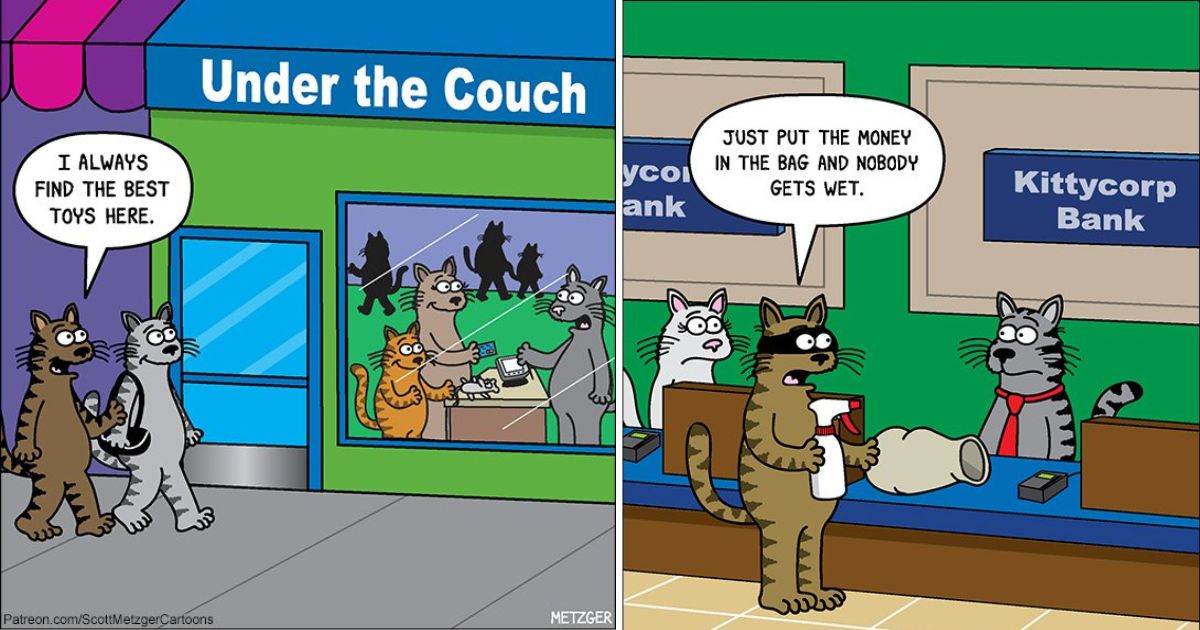 Under the Couch
I ALWAYS
FIND THE BEST
TOYS HERE.
METZGER
Patreon.com/ScottMetzgerCartoons
JUST PUT THE MONEY
IN THE BAG AND NOBODY
GETS WET.
yco
ank
Kittycorp
Bank